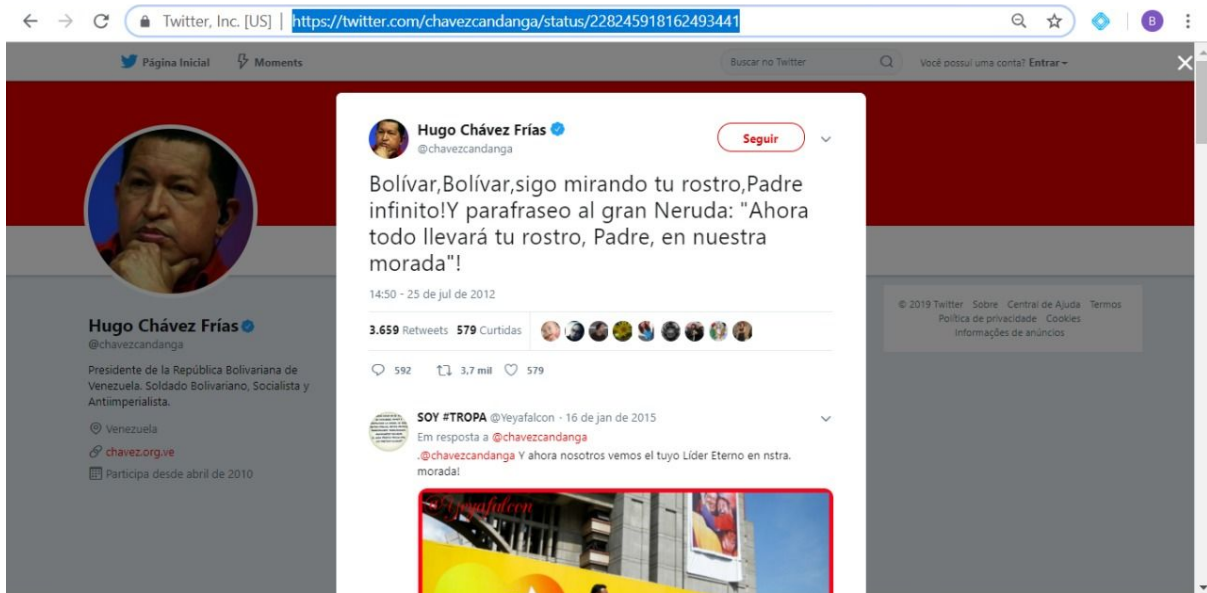 Twitter, Inc. [US] | https://twitter.com/chavezcandanga/status/228245918162493441
B
Página Inicial Moments Buscar no Twitter Você possui uma conta? Entrar
Hugo Chávez Frías
@chavezcandanga
Seguir
Bolívar,Bolívar,sigo mirando tu rostro,Padre
infinito!Y parafraseo al gran Neruda: "Ahora
todo llevará tu rostro, Padre, en nuestra
morada"!
14:50 - 25 de jul de 2012
3.659 Retweets 579 Curtidas
592 3,7 mil 579
SOY #TROPA @Yeyafalcon · 16 de jan de 2015
Em resposta a @chavezcandanga
.@chavezcandanga Y ahora nosotros vemos el tuyo Líder Eterno en nstra.
morada!
@Yeyafalcon
Hugo Chávez Frías
@chavezcandanga
Presidente de la República Bolivariana de
Venezuela. Soldado Bolivariano, Socialista y
Antiimperialista.
Venezuela
chavez.org.ve
Participa desde abril de 2010
© 2019 Twitter Sobre Central de Ajuda Termos
Política de privacidade Cookies
Informações de anúncios